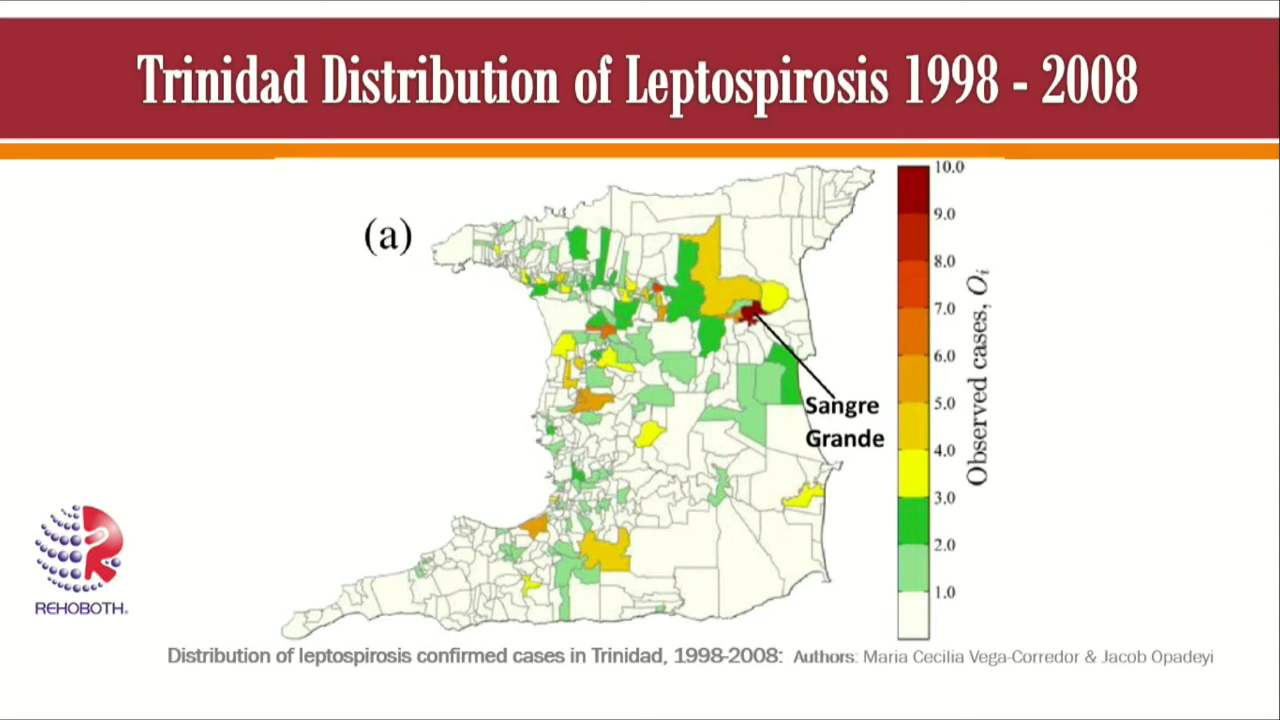 Trinidad Distribution of Leptospirosis 1998 - 2008
(a)
10.0
9.0
8.0
7.0
6.0
5.0
4.0
3.0
2.0
1.0
Observed cases, Oi
Sangre
Grande
REHOBOTH®
Distribution of leptospirosis confirmed cases in Trinidad, 1998-2008: Authors: Maria Cecilia Vega-Corredor & Jacob Opadeyi